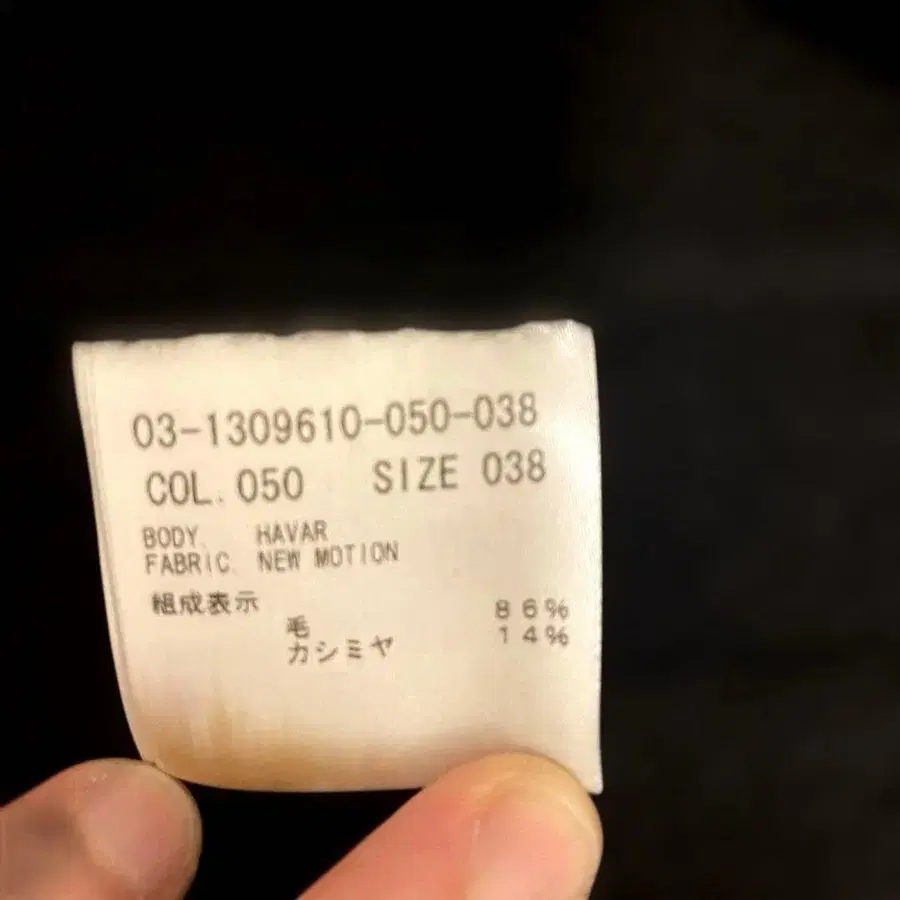 03-1309610-050-038
COL. 050 SIZE 038
BODY. HAVAR
FABRIC. NEW MOTION
組成表示
毛 86%
カシミヤ 14%